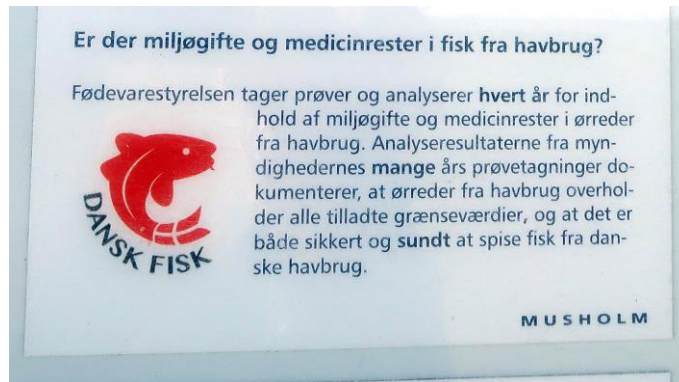 Er der miljøgifte og medicinrester i fisk fra havbrug?
Fødevarestyrelsen tager prøver og analyserer hvert år for ind-
hold af miljøgifte og medicinrester i ørreder
fra havbrug. Analyseresultaterne fra myn-
dighedernes mange års prøvetagninger do-
kumenterer, at ørreder fra havbrug overhol-
der alle tilladte grænseværdier, og at det er
både sikkert og sundt at spise fisk fra dan-
ske havbrug.
DANSK FISK
MUSHOLM